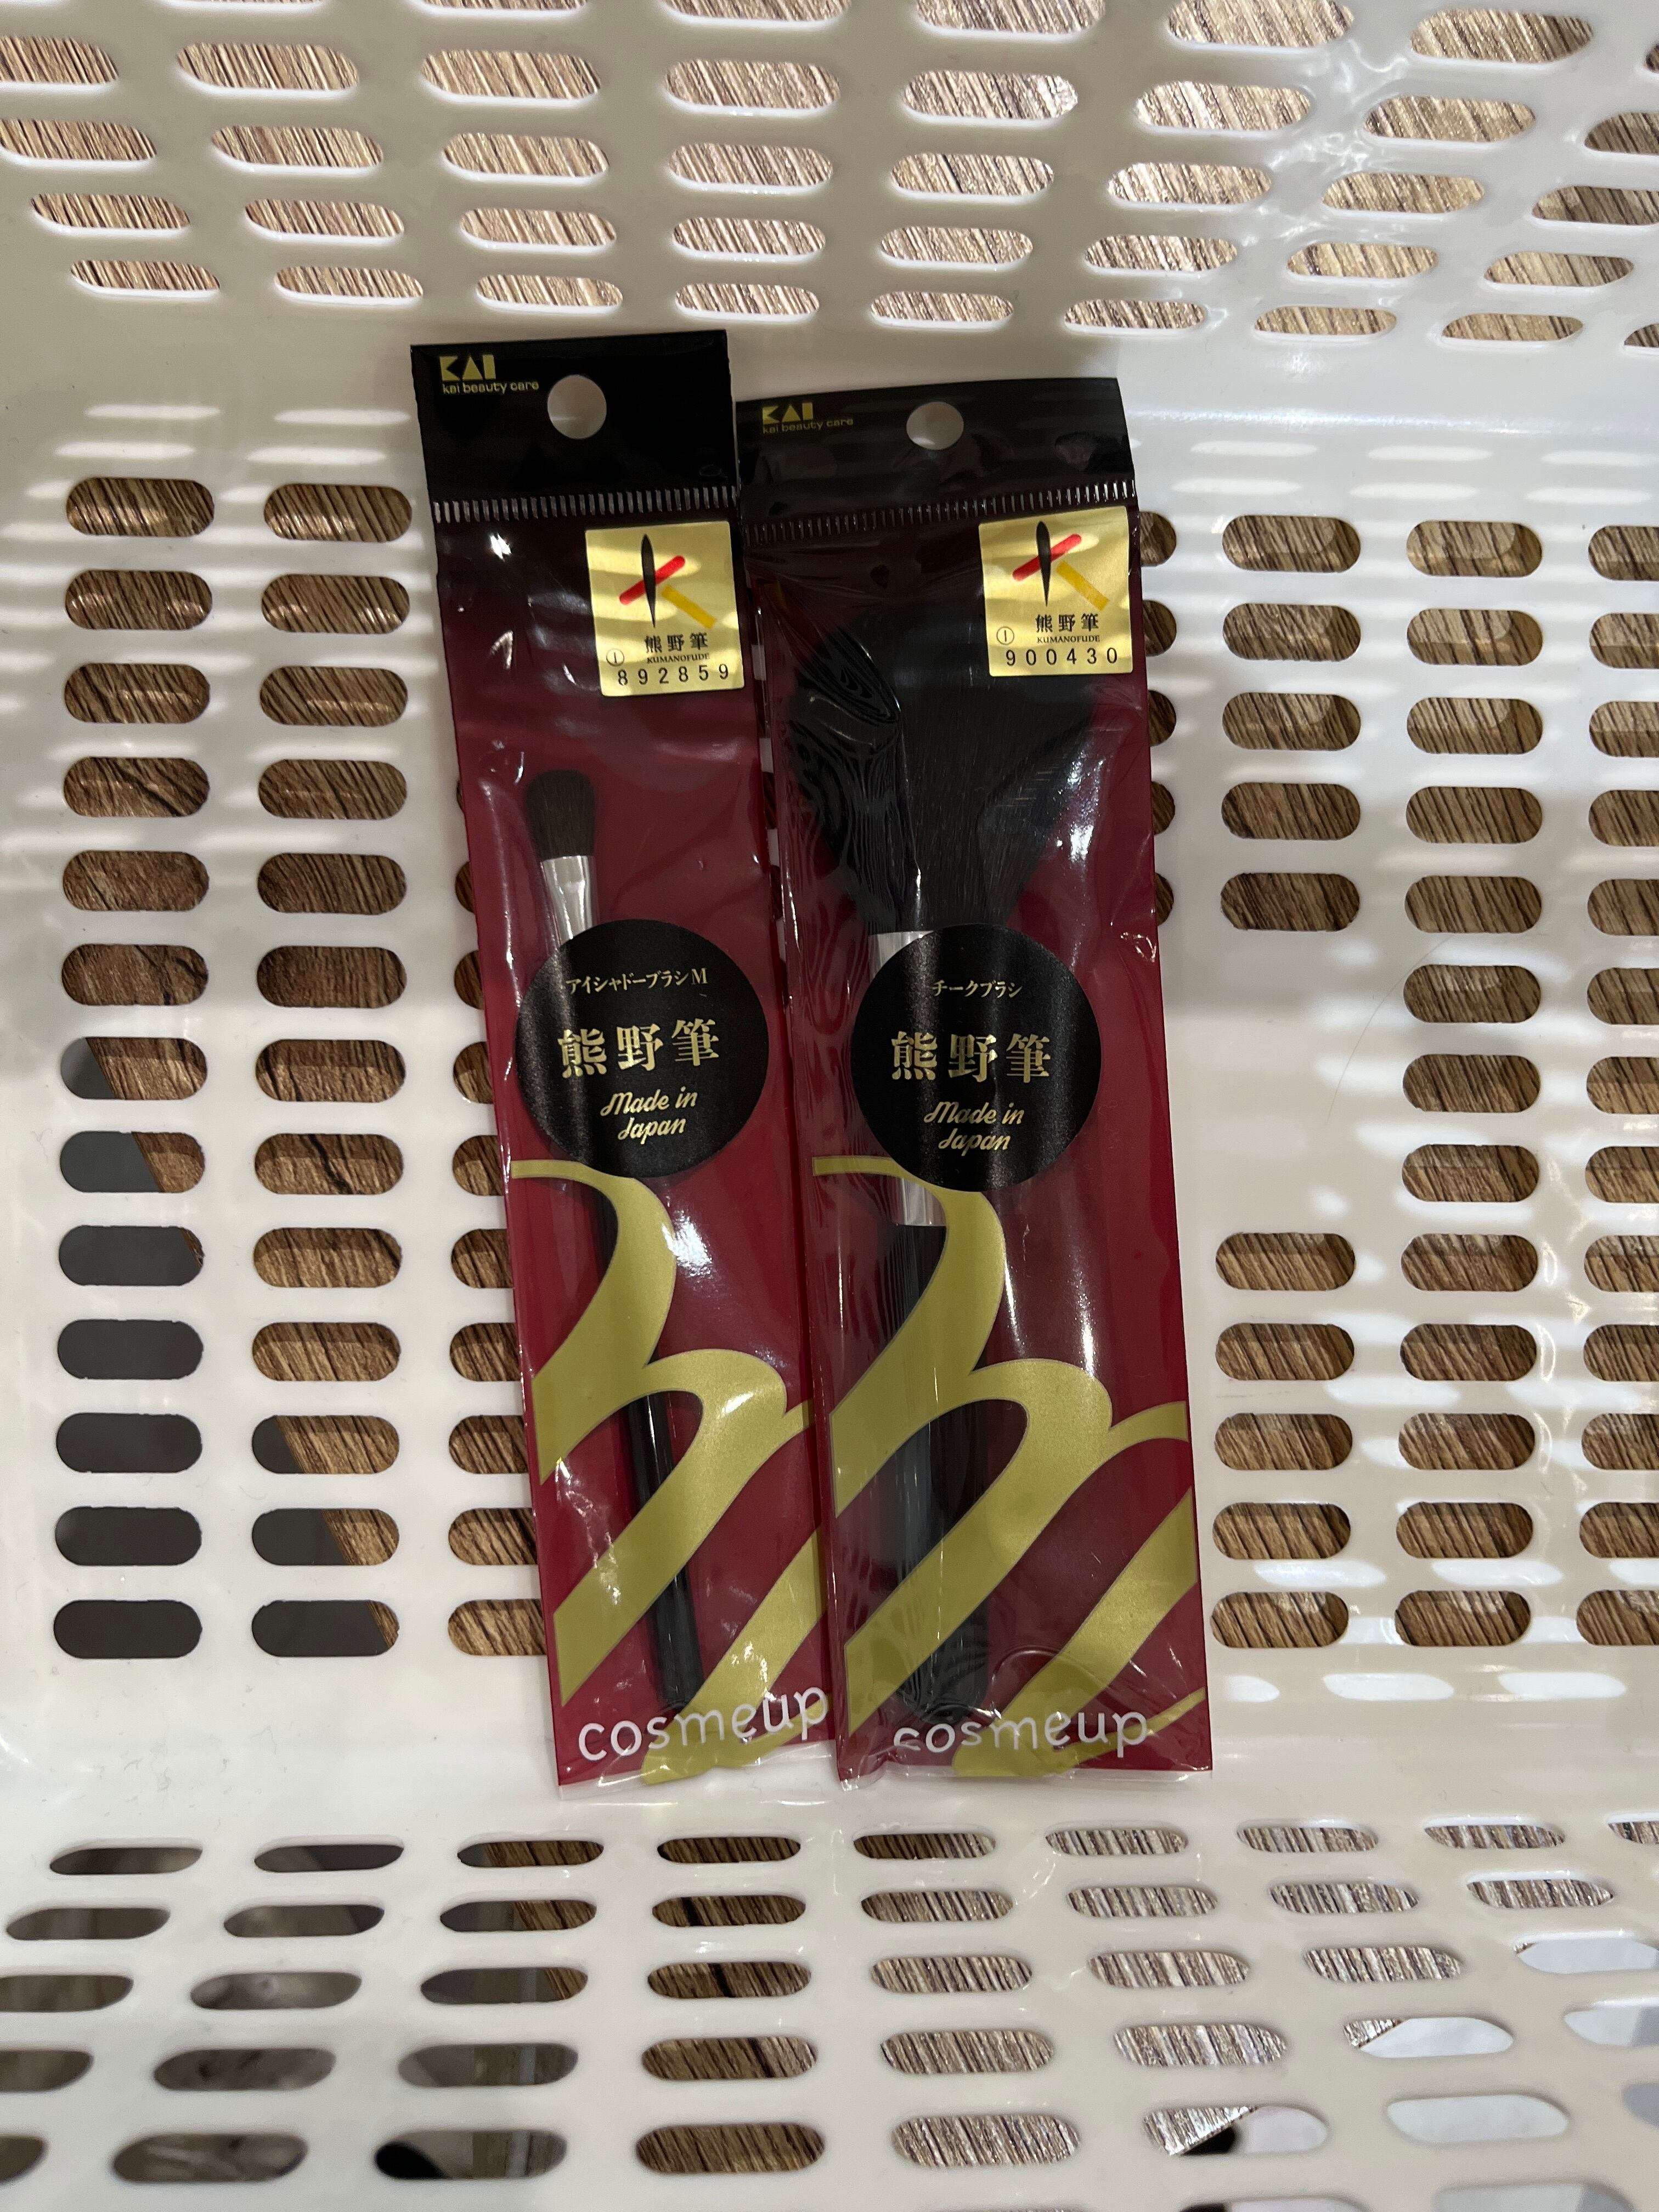 KAI
kai beauty care
熊野筆
① KUMANOFUDE
892859
アイシャドーブラシM
熊野筆
Made in
Japan
cosmeup
KAI
kai beauty care
熊野筆
① KUMANOFUDE
900430
チークブラシ
熊野筆
Made in
Japan
cosmeup